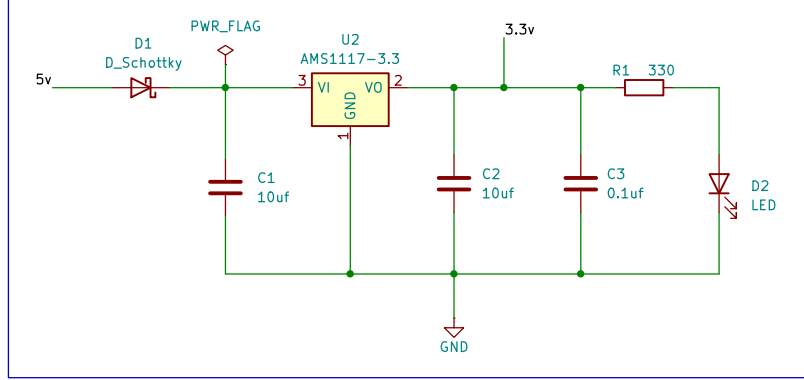 PWR_FLAG
3.3v
D1
D_Schottky
U2
AMS1117-3.3
5v
3
VI
VO
2
GND
1
R1 330
C1
10uf
C2
10uf
C3
0.1uf
D2
LED
GND